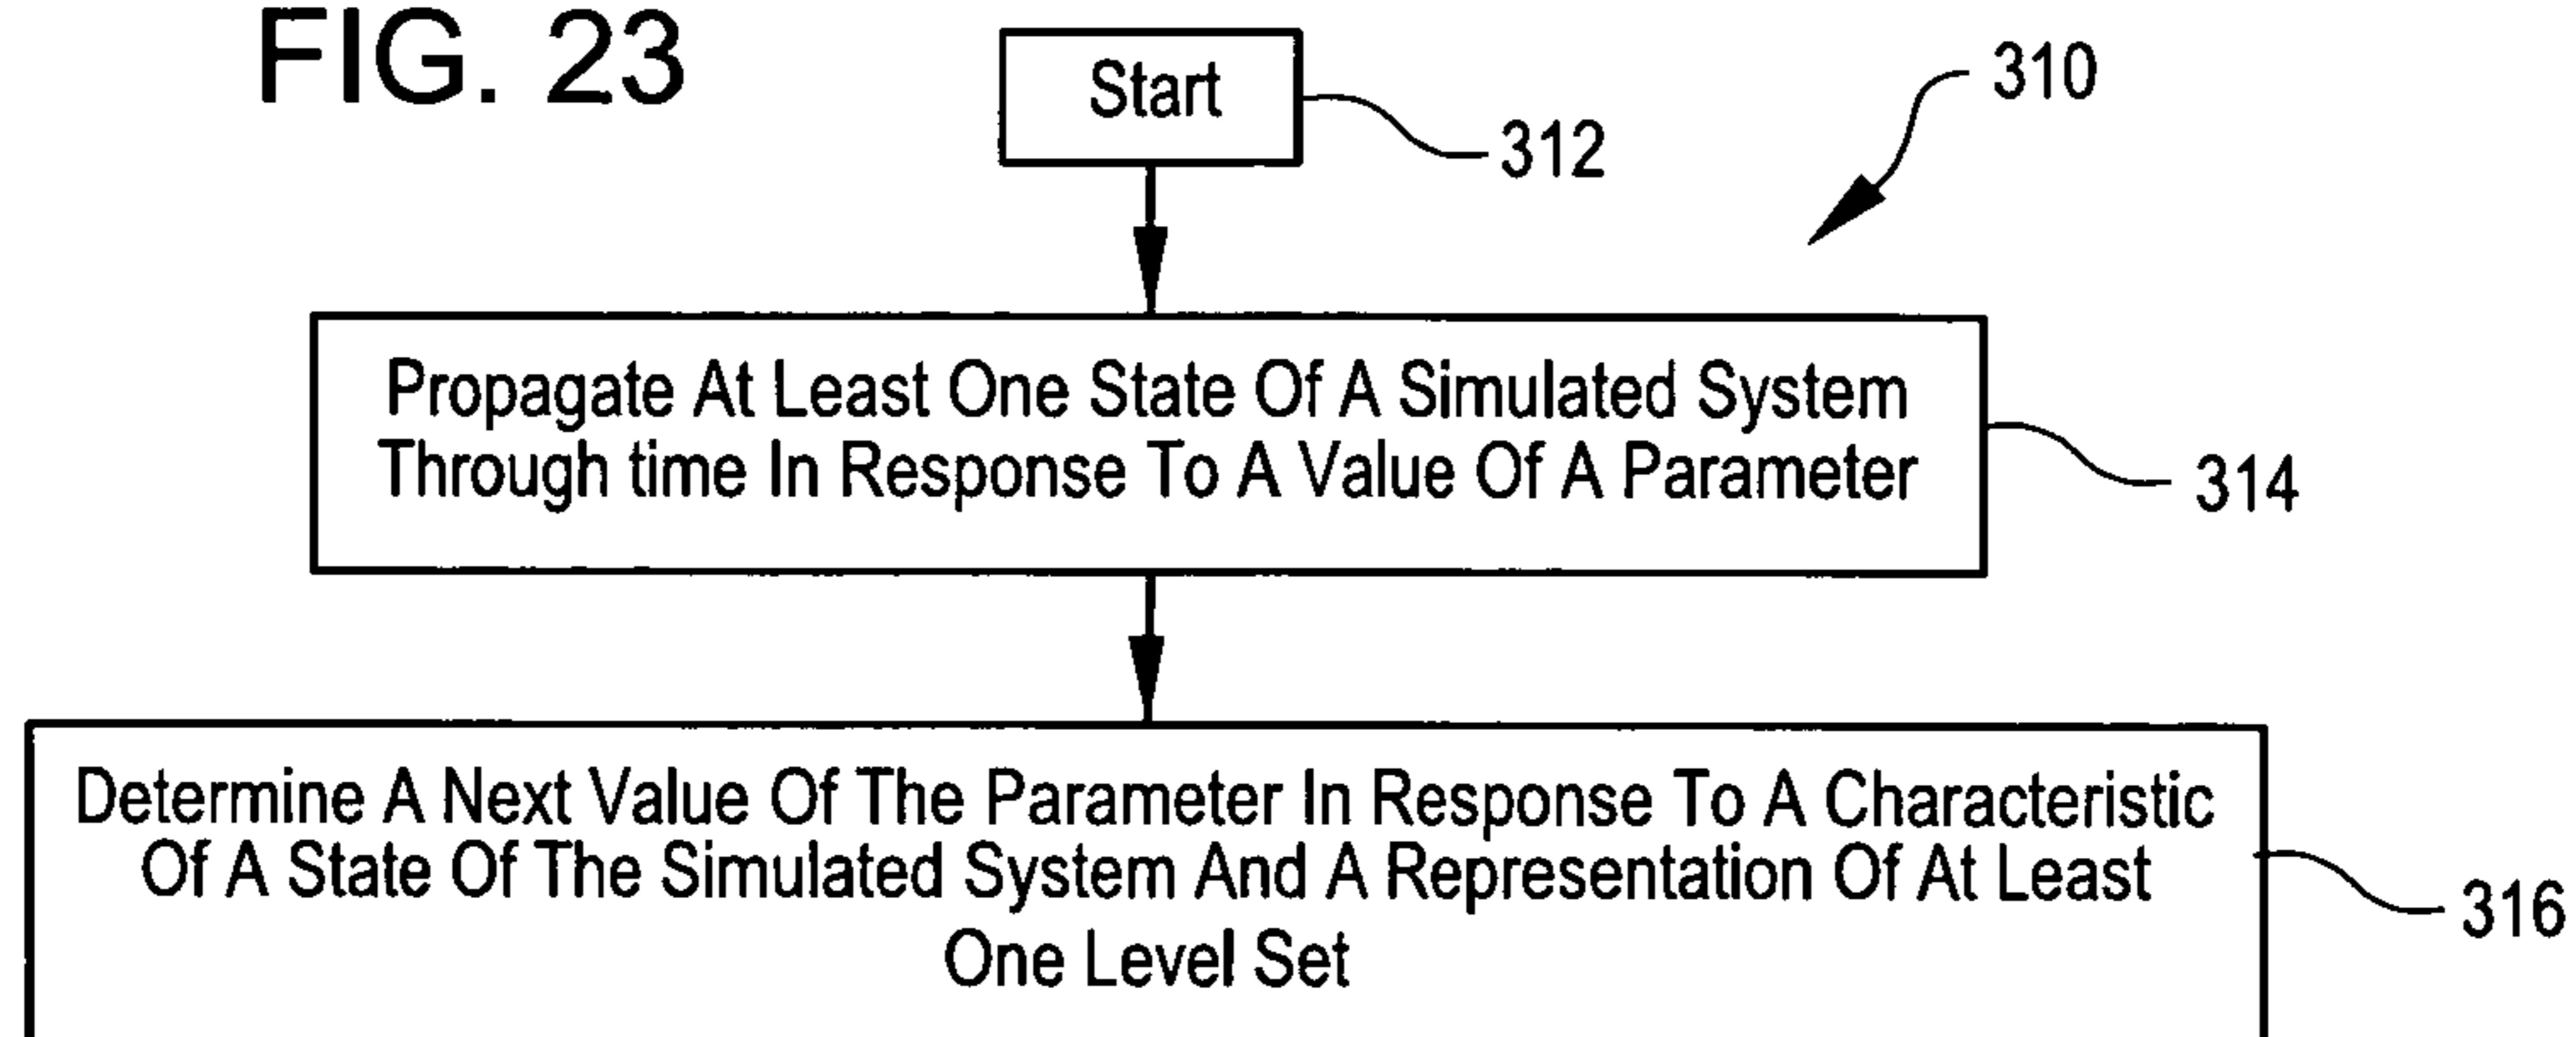 FIG. 23
Start
310
312
Propagate At Least One State Of A Simulated System
Through time In Response To A Value Of A Parameter
314
Determine A Next Value Of The Parameter In Response To A Characteristic
Of A State Of The Simulated System And A Representation Of At Least
One Level Set
316